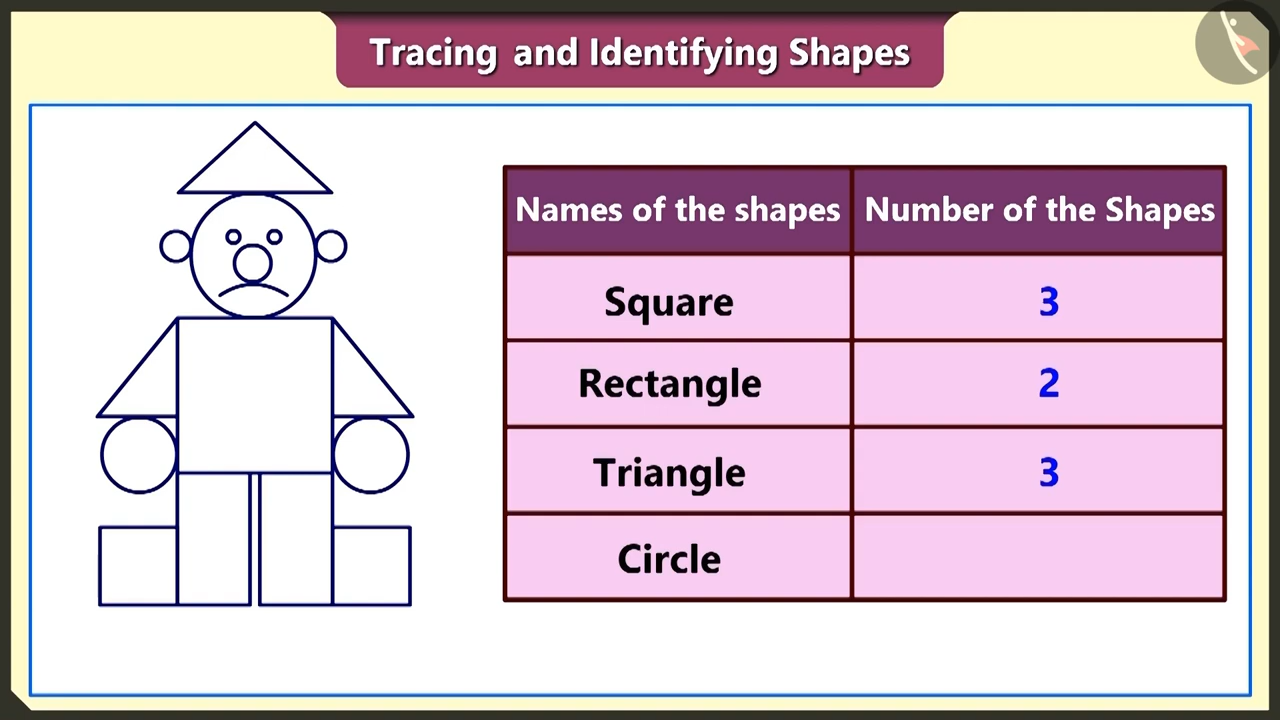 Tracing and Identifying Shapes
Names of the shapes Number of the Shapes
Square 3
Rectangle 2
Triangle 3
Circle